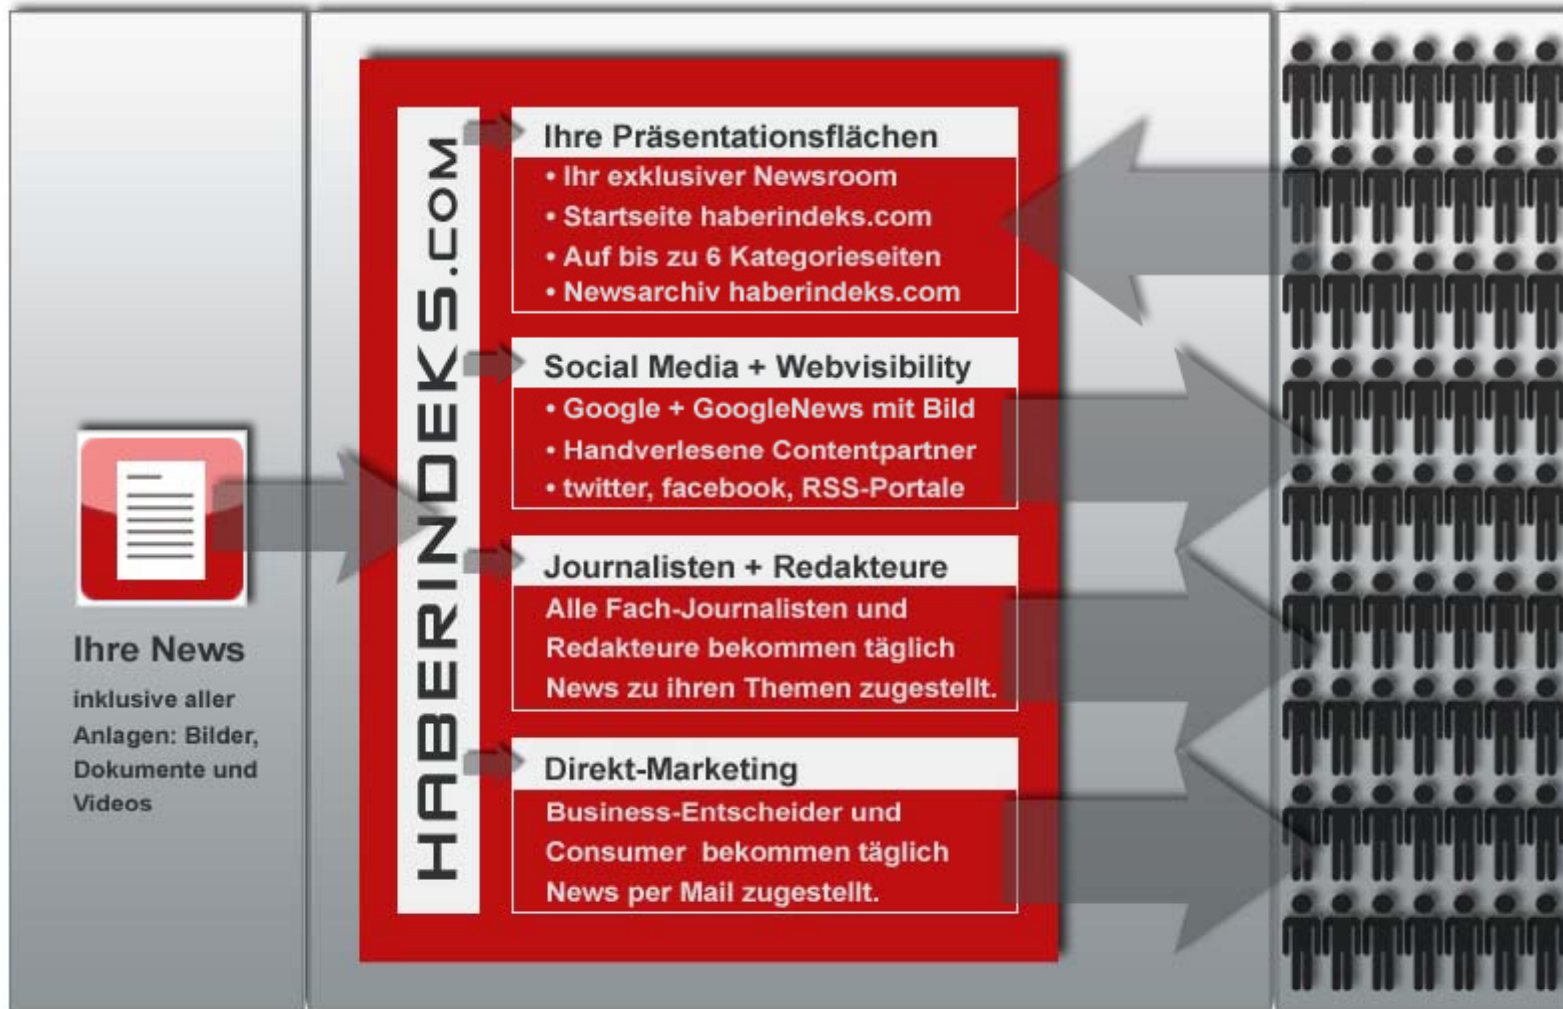 Ihre News
inklusive aller
Anlagen: Bilder,
Dokumente und
Videos
HABERINDEKS.COM
Ihre Präsentationsflächen
• Ihr exklusiver Newsroom
• Startseite haberindeks.com
• Auf bis zu 6 Kategorieseiten
• Newsarchiv haberindeks.com
Social Media + Webvisibility
• Google + GoogleNews mit Bild
• Handverlesene Contentpartner
• twitter, facebook, RSS-Portale
Journalisten + Redakteure
Alle Fach-Journalisten und
Redakteure bekommen täglich
News zu ihren Themen zugestellt.
Direkt-Marketing
Business-Entscheider und
Consumer bekommen täglich
News per Mail zugestellt.